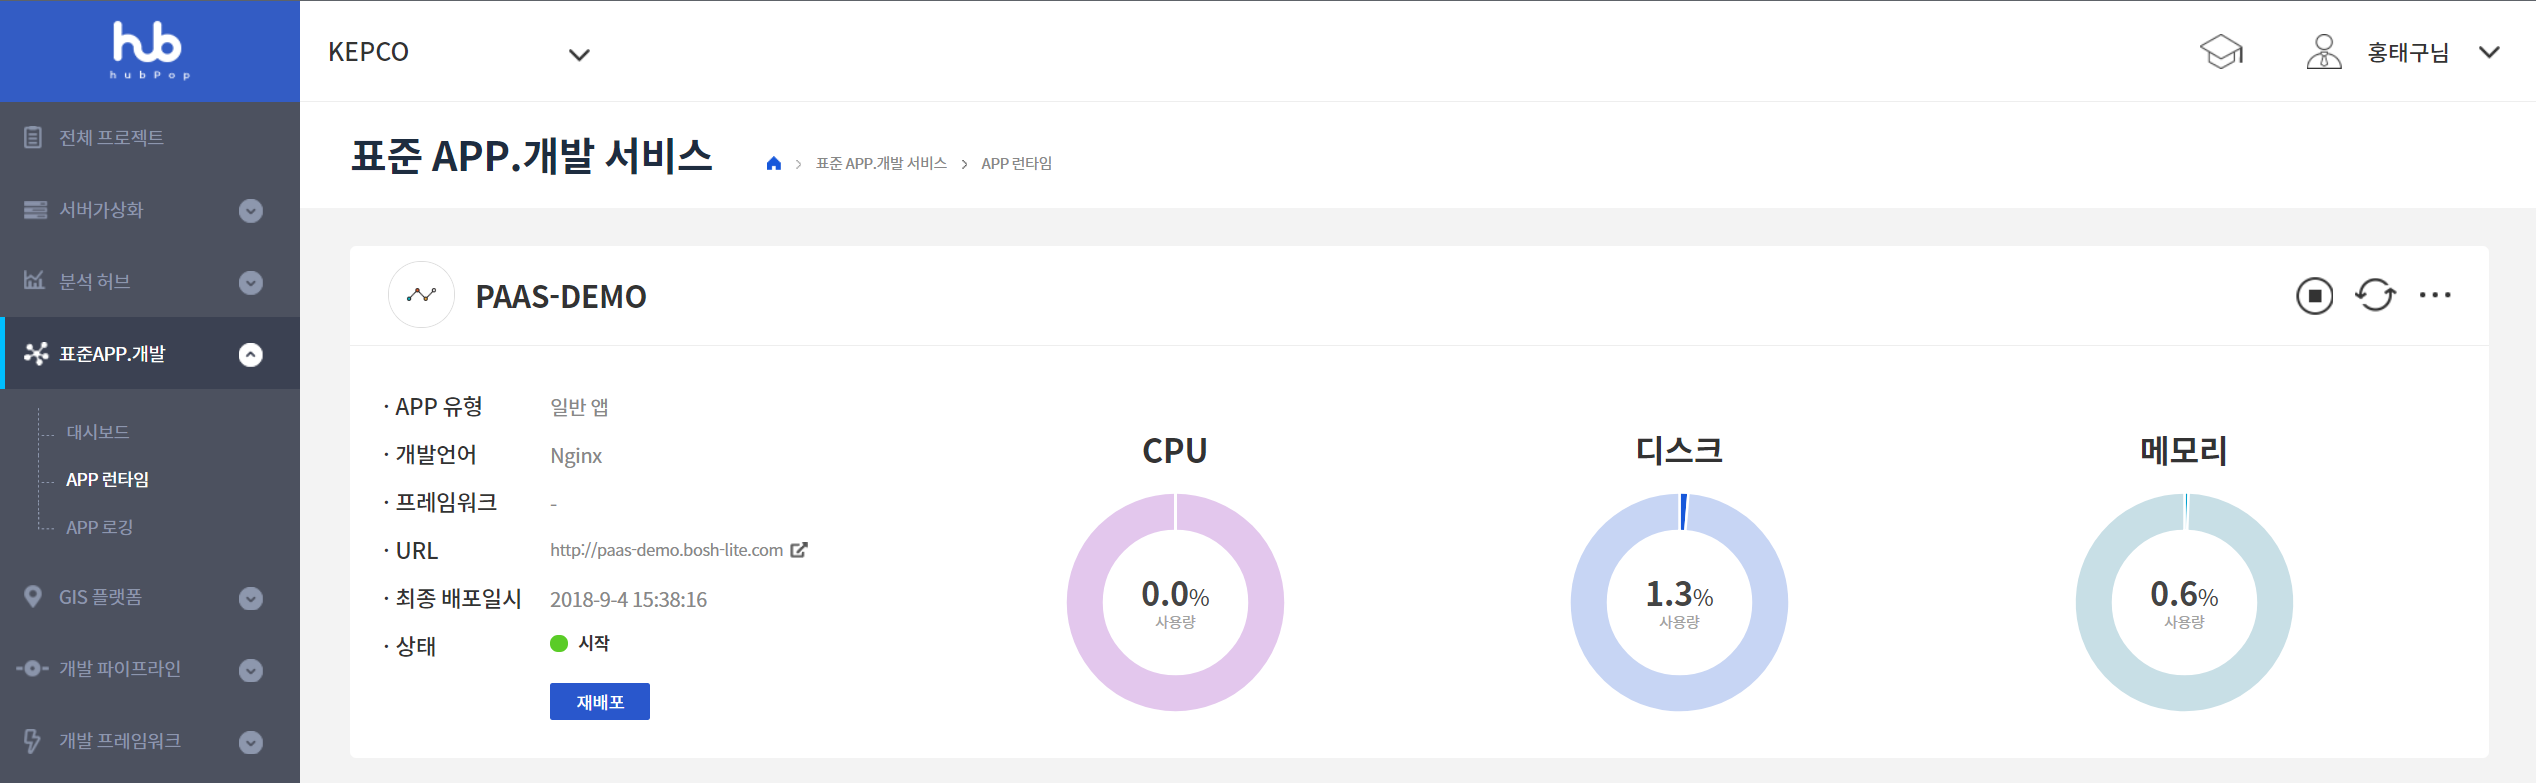 hub
hubPop
KEPCO
홍태구님
전체 프로젝트
서버가상화
분석 허브
표준APP.개발
대시보드
APP 런타임
APP 로깅
GIS 플랫폼
개발 파이프라인
개발 프레임워크
표준 APP.개발 서비스
> 표준 APP.개발 서비스 > APP 런타임
PAAS-DEMO
· APP 유형 일반 앱
· 개발언어 Nginx
· 프레임워크 -
· URL http://paas-demo.bosh-lite.com
· 최종 배포일시 2018-9-4 15:38:16
· 상태 시작
재배포
CPU
0.0%
사용량
디스크
1.3%
사용량
메모리
0.6%
사용량